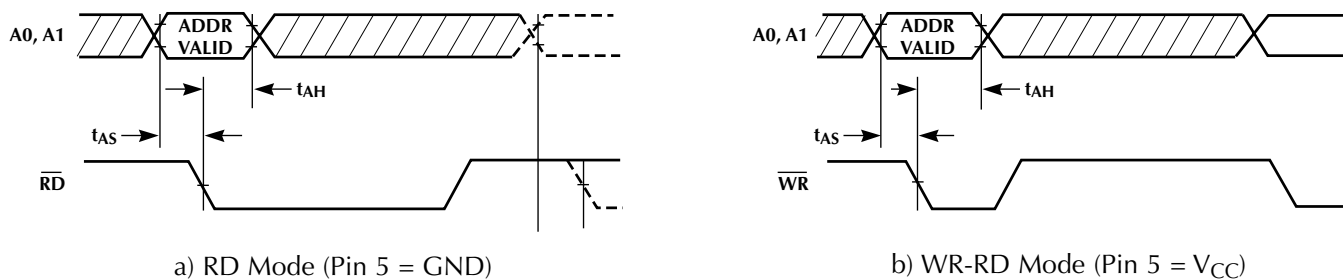 A0, A1
ADDR
VALID
tAH
tAS
RD
a) RD Mode (Pin 5 = GND)
A0, A1
ADDR
VALID
tAH
tAS
WR
b) WR-RD Mode (Pin 5 = VCC)